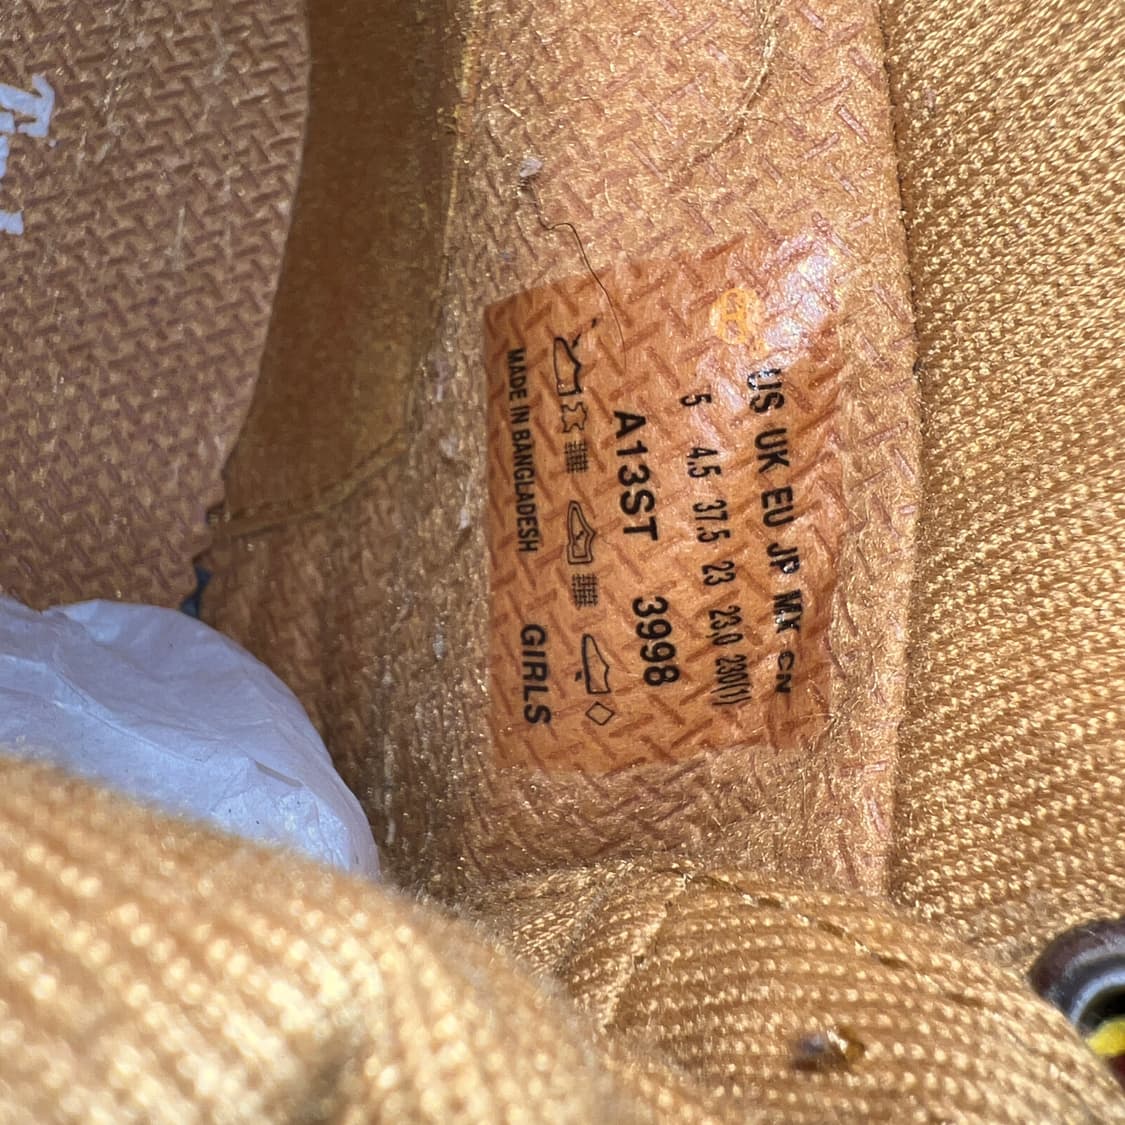 US UK EU JP MX CN
5 4,5 37,5 23 23,0 230(1)
A13ST 3998
MADE IN BANGLADESH GIRLS